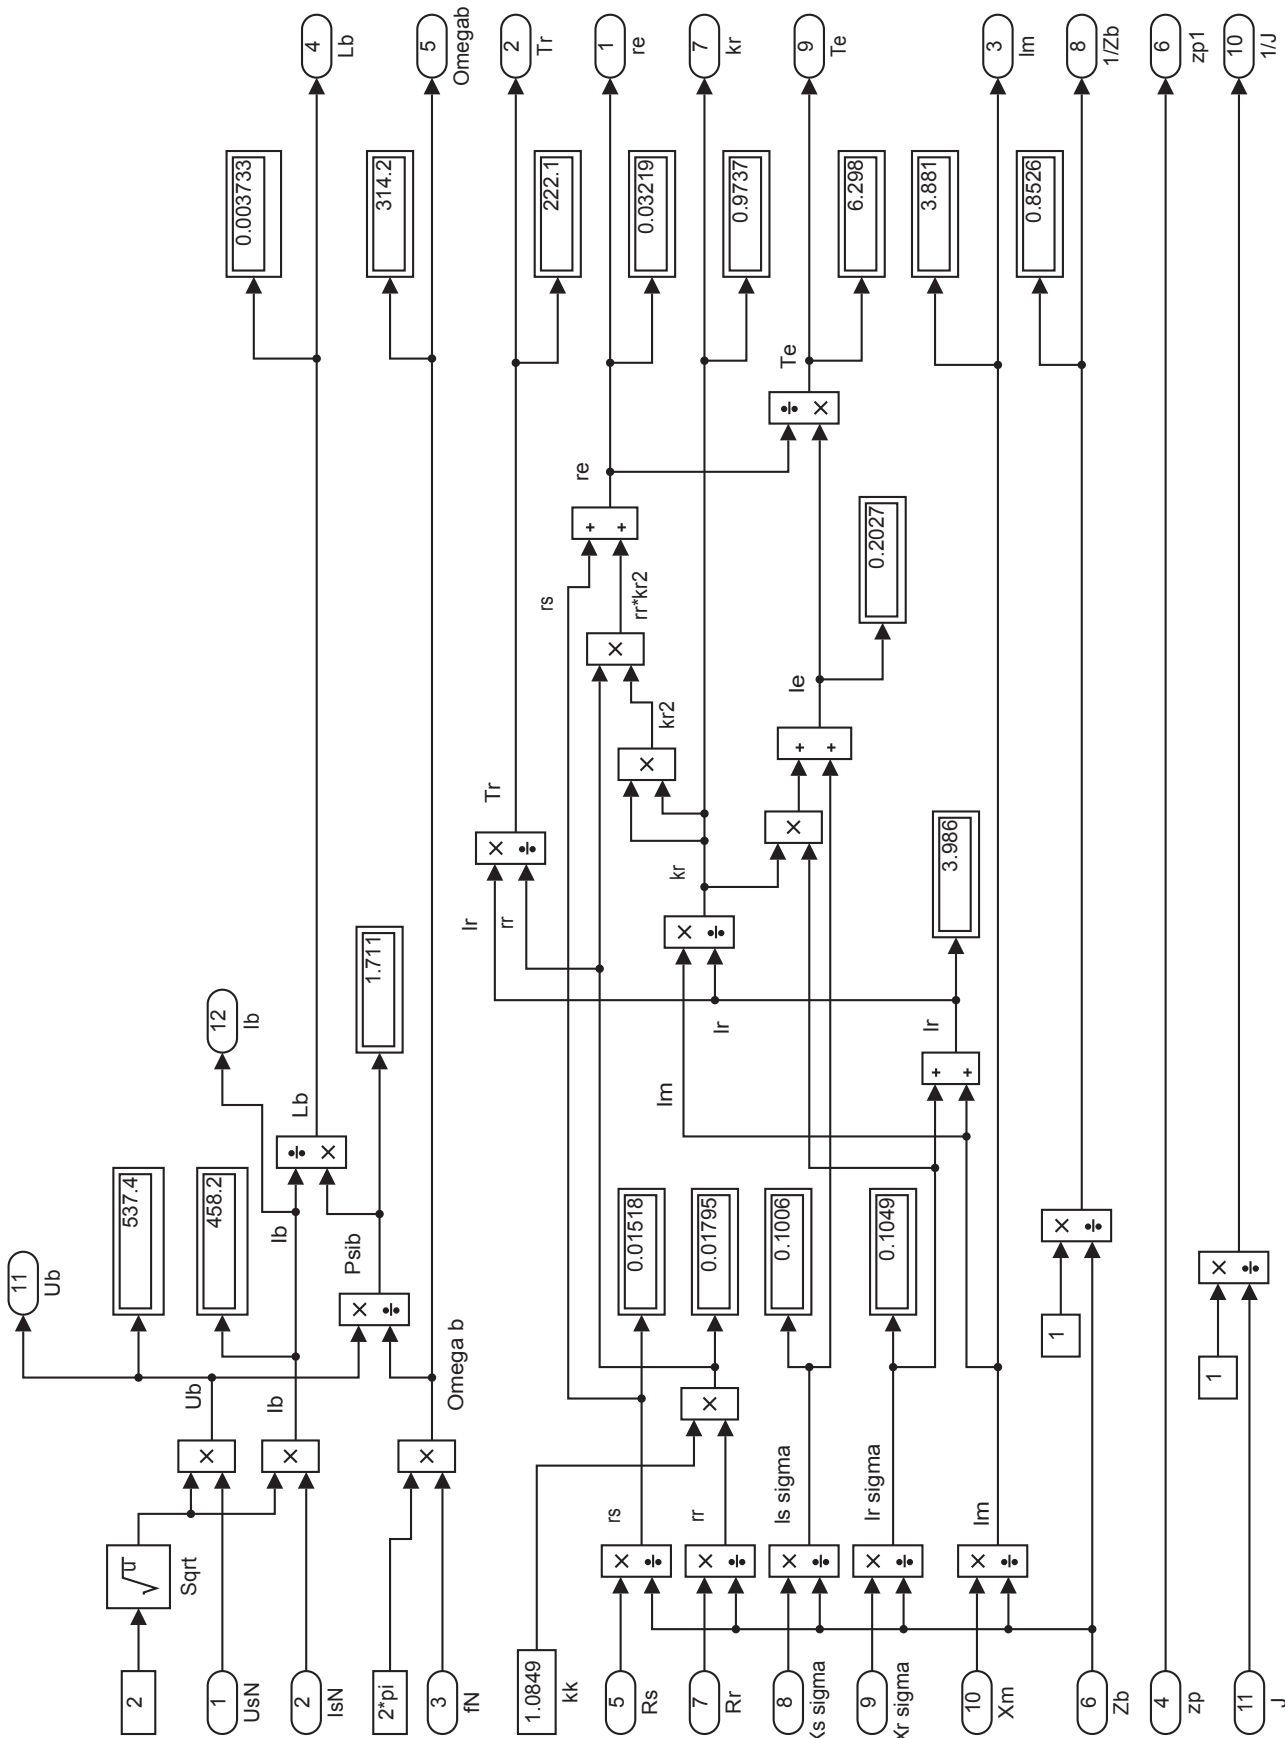 11
Ub
2
Sqrt
√u
×
537.4
1
UsN
Ub
458.2
12
Ib
2
IsN
×
Ib
Ib
÷
×
Lb
0.003733
4
Lb
×
÷
Psib
1.711
314.2
2*pi
3
fN
×
Omega b
5
Omegab
lr
rr
×
÷
Tr
222.1
2
Tr
1.0849
kk
rs
÷
re
+
+
0.03219
1
re
5
Rs
rs
×
÷
0.01518
×
kr2
×
rr*kr2
7
Rr
rr
×
÷
×
0.01795
lm
lr
×
÷
kr
0.9737
7
kr
8
Xs sigma
ls sigma
×
÷
0.1006
×
+
+
le
÷
×
Te
6.298
9
Te
9
Xr sigma
lr sigma
×
÷
0.1049
0.2027
10
Xm
lm
×
÷
+
+
lr
3.986
3.881
3
lm
6
Zb
1
×
÷
0.8526
8
1/Zb
4
zp
6
zp1
11
J
1
×
÷
10
1/J